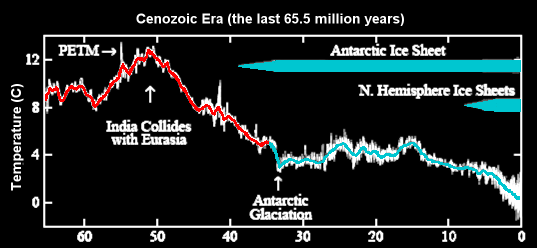 Cenozoic Era (the last 65.5 million years)
PETM→
Antarctic Ice Sheet
N. Hemisphere Ice Sheets
India Collides
with Eurasia
Antarctic
Glaciation
Temperature (C)
12
8
4
0
60 50 40 30 20 10 0